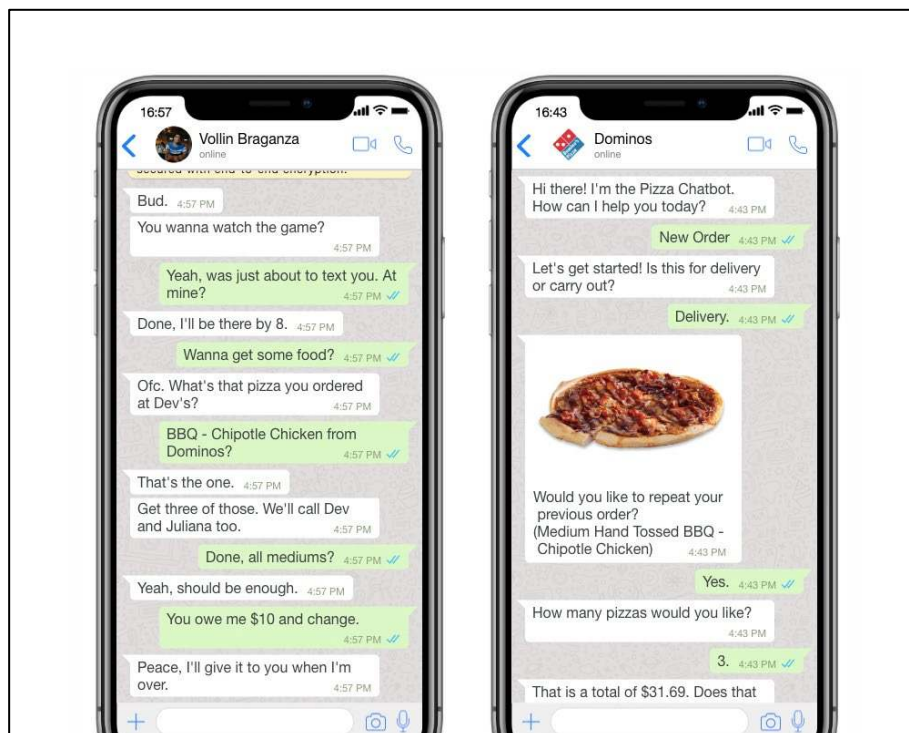 16:57
Vollin Braganza
online
secured with end-to-end encryption.
Bud. 4:57 PM
You wanna watch the game?
4:57 PM
Yeah, was just about to text you. At
mine? 4:57 PM
Done, I'll be there by 8. 4:57 PM
Wanna get some food? 4:57 PM
Ofc. What's that pizza you ordered
at Dev's? 4:57 PM
BBQ - Chipotle Chicken from
Dominos? 4:57 PM
That's the one. 4:57 PM
Get three of those. We'll call Dev
and Juliana too. 4:57 PM
Done, all mediums? 4:57 PM
Yeah, should be enough. 4:57 PM
You owe me $10 and change.
4:57 PM
Peace, I'll give it to you when I'm
over. 4:57 PM
16:43
Dominos
online
Hi there! I'm the Pizza Chatbot.
How can I help you today? 4:43 PM
New Order 4:43 PM
Let's get started! Is this for delivery
or carry out? 4:43 PM
Delivery. 4:43 PM
Would you like to repeat your
previous order?
(Medium Hand Tossed BBQ -
Chipotle Chicken) 4:43 PM
Yes. 4:43 PM
How many pizzas would you like?
4:43 PM
3. 4:43 PM
That is a total of $31.69. Does that